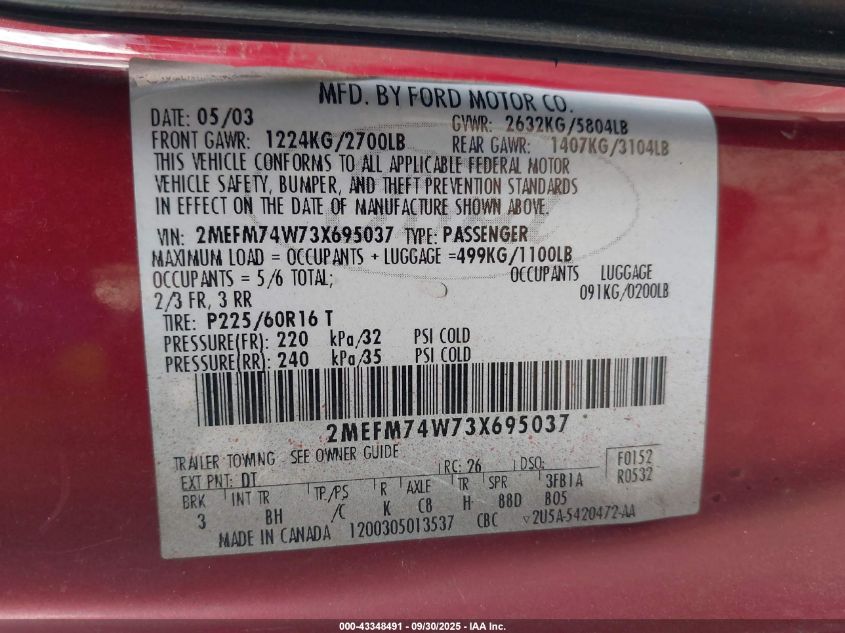 MFD. BY FORD MOTOR CO.
DATE: 05/03 GVWR: 2632KG/5804LB
FRONT GAWR: 1224KG/2700LB REAR GAWR: 1407KG/3104LB
THIS VEHICLE CONFORMS TO ALL APPLICABLE FEDERAL MOTOR
VEHICLE SAFETY, BUMPER, AND THEFT PREVENTION STANDARDS
IN EFFECT ON THE DATE OF MANUFACTURE SHOWN ABOVE.
VIN: 2MEFM74W73X695037 TYPE: PASSENGER
MAXIMUM LOAD = OCCUPANTS + LUGGAGE =499KG/1100LB
OCCUPANTS = 5/6 TOTAL; OCCUPANTS LUGGAGE
2/3 FR, 3 RR 091KG/0200LB
TIRE: P225/60R16 T
PRESSURE(FR): 220 kPa/32 PSI COLD
PRESSURE(RR): 240 kPa/35 PSI COLD
2MEFM74W73X695037
TRAILER TOWING SEE OWNER GUIDE F0152
EXT PNT: DT RC: 26 DSO: R0532
BRK INT TR TP/PS R AXLE TR SPR 3FB1A
3 BH /C K C8 H 88D B05
MADE IN CANADA 1200305013537 CBC ▽2U5A-5420472-AA
000-43348491 - 09/30/2025 - IAA Inc.